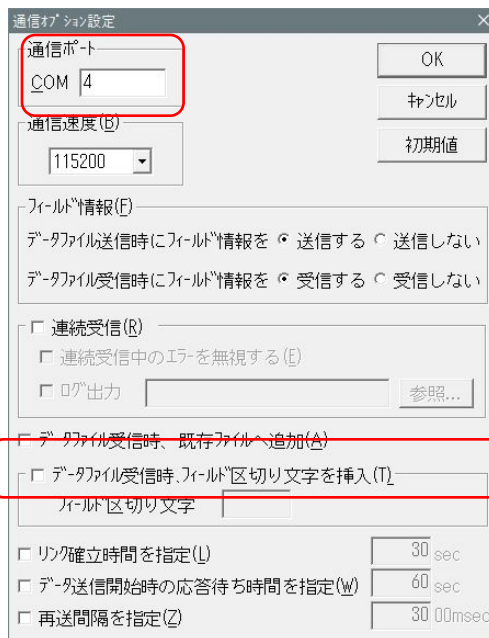 通信ｵﾌﾟｼｮﾝ設定
通信ﾎﾟｰﾄ
COM 4
OK
ｷｬﾝｾﾙ
初期値
通信速度(B)
115200
ﾌｨｰﾙﾄﾞ情報(F)
ﾃﾞｰﾀﾌｧｲﾙ送信時にﾌｨｰﾙﾄﾞ情報を 送信する 送信しない
ﾃﾞｰﾀﾌｧｲﾙ受信時にﾌｨｰﾙﾄﾞ情報を 受信する 受信しない
連続受信(R)
連続受信中のｴﾗｰを無視する(E)
ﾛｸﾞ出力 参照...
ﾃﾞｰﾀﾌｧｲﾙ受信時、既存ﾌｧｲﾙへ追加(A)
ﾃﾞｰﾀﾌｧｲﾙ受信時､ﾌｨｰﾙﾄﾞ区切り文字を挿入(T)
ﾌｨｰﾙﾄﾞ区切り文字
ﾘﾝｸ確立時間を指定(L) 30 sec
ﾃﾞｰﾀ送信開始時の応答待ち時間を指定(W) 60 sec
再送間隔を指定(Z) 30 00msec